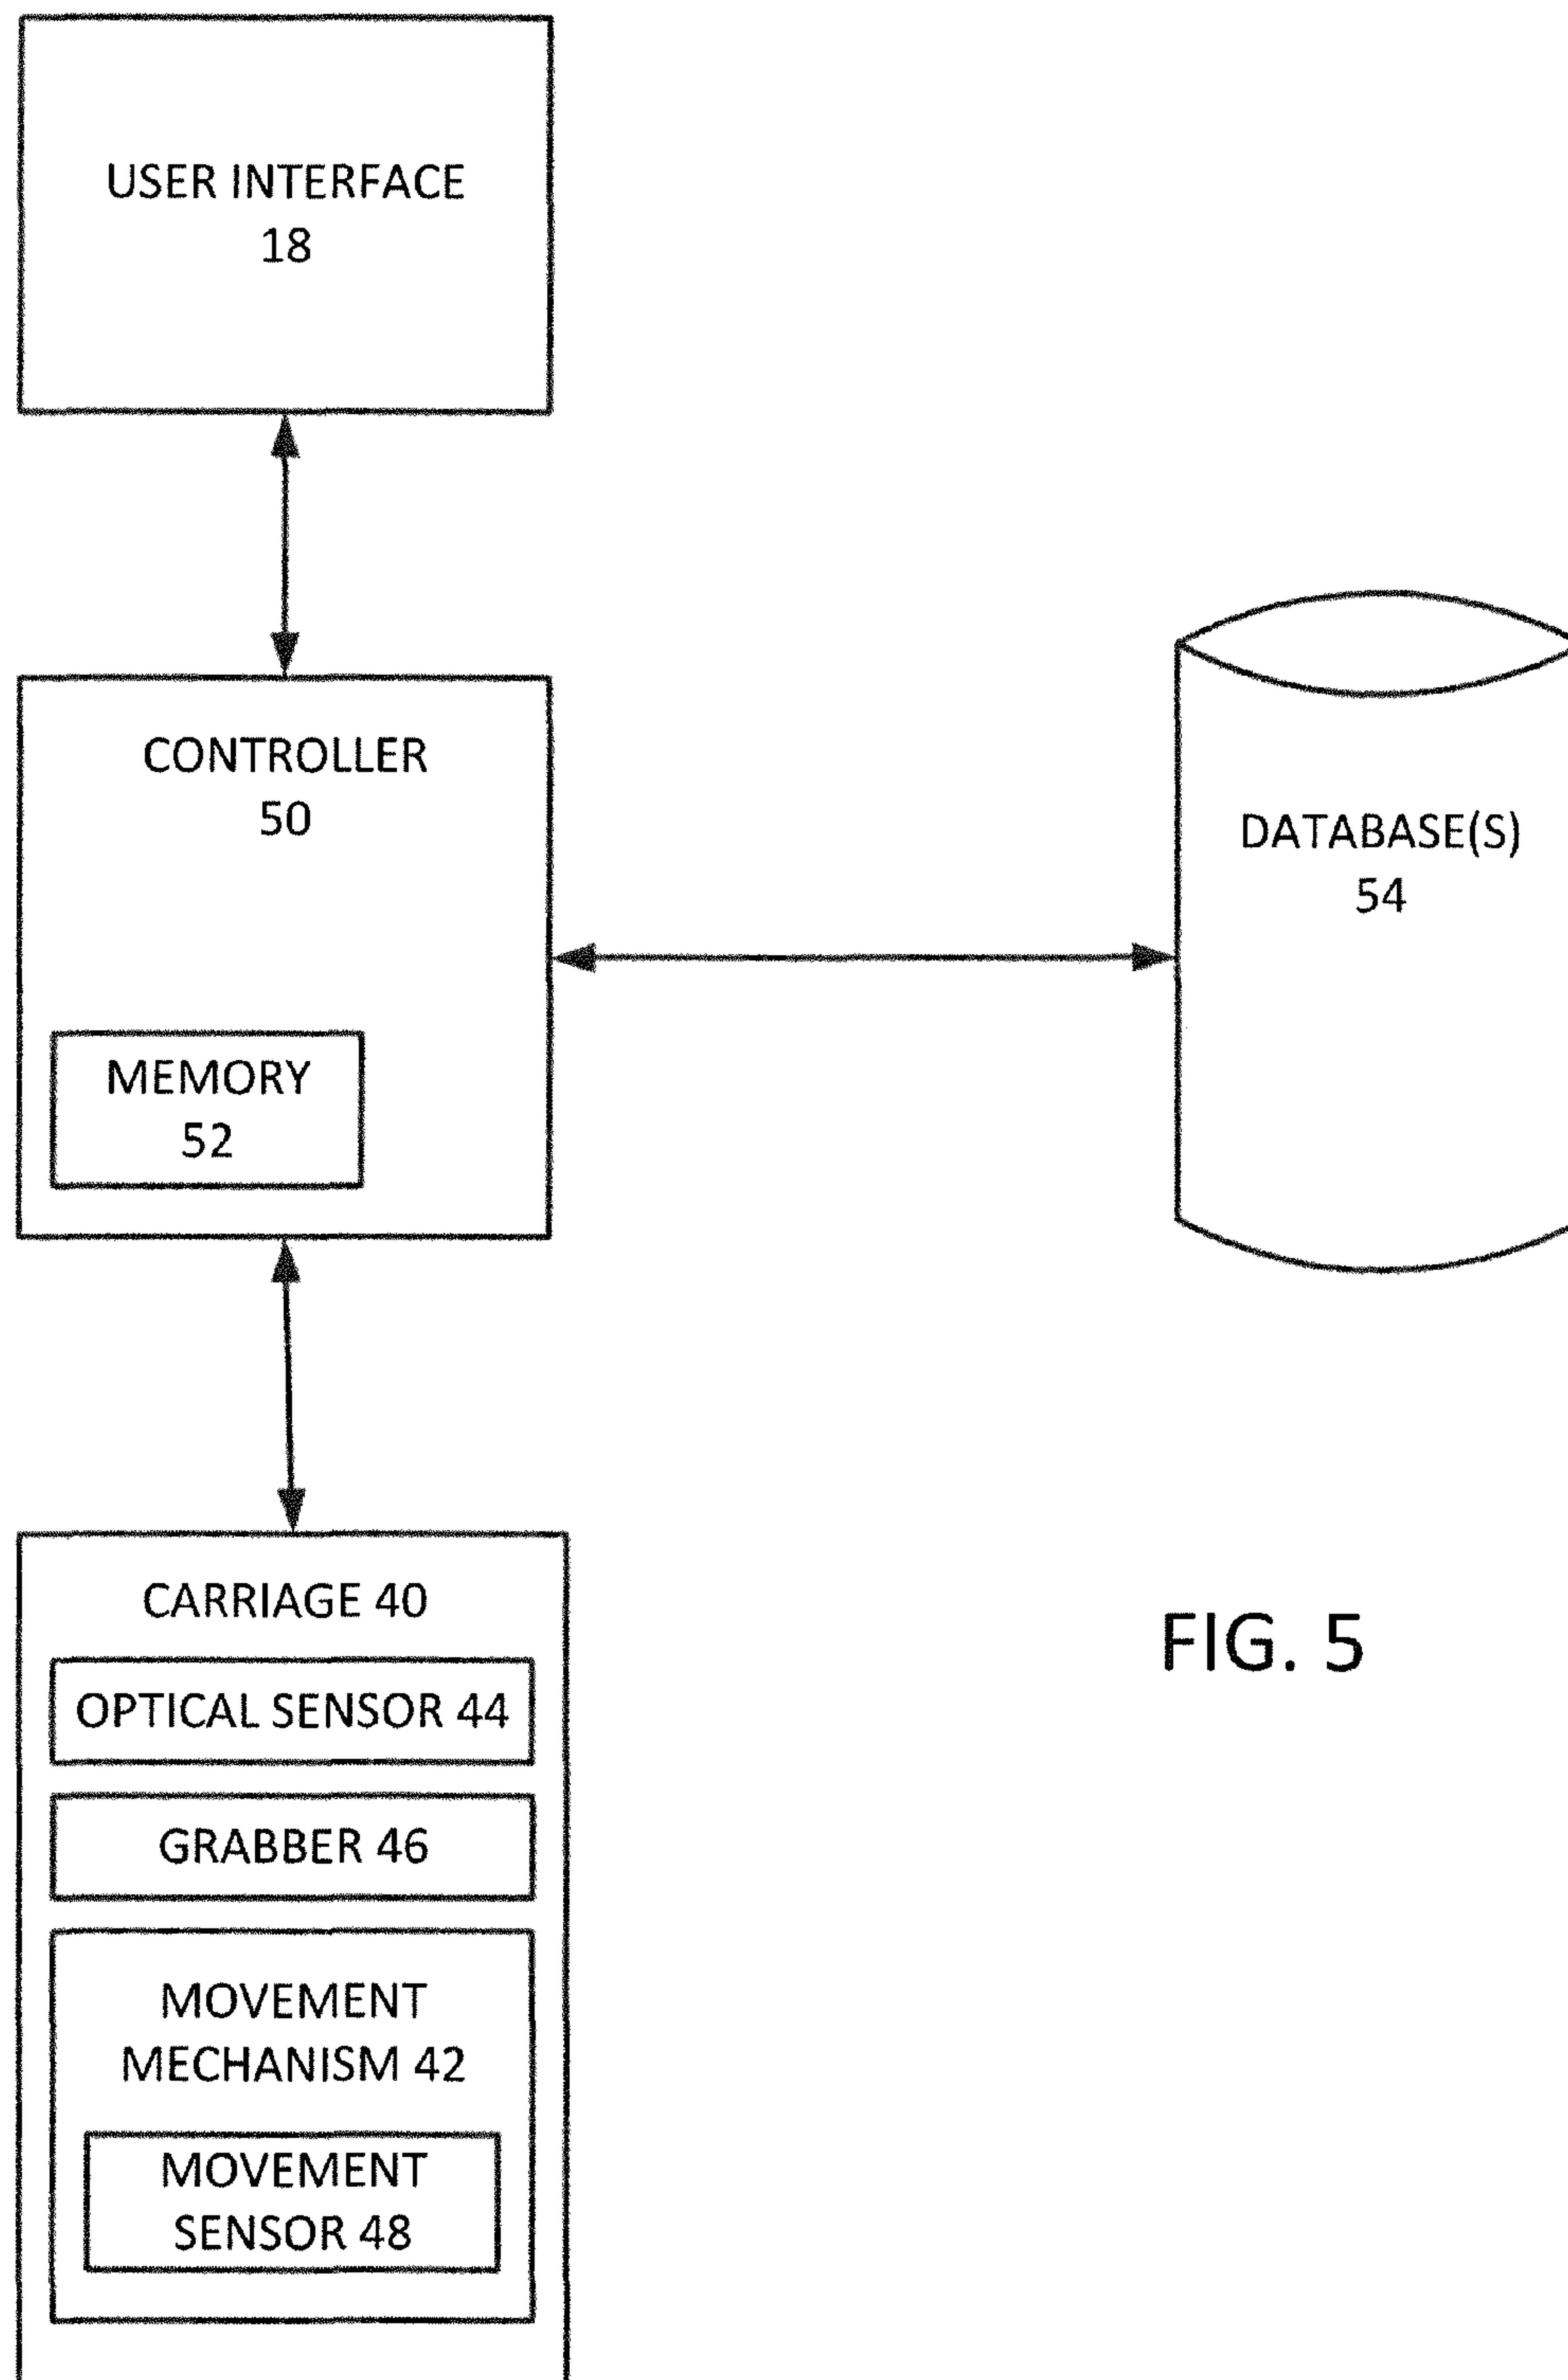 USER INTERFACE
18
CONTROLLER
50
DATABASE(S)
54
MEMORY
52
CARRIAGE 40
OPTICAL SENSOR 44
GRABBER 46
MOVEMENT
MECHANISM 42
MOVEMENT
SENSOR 48
FIG. 5